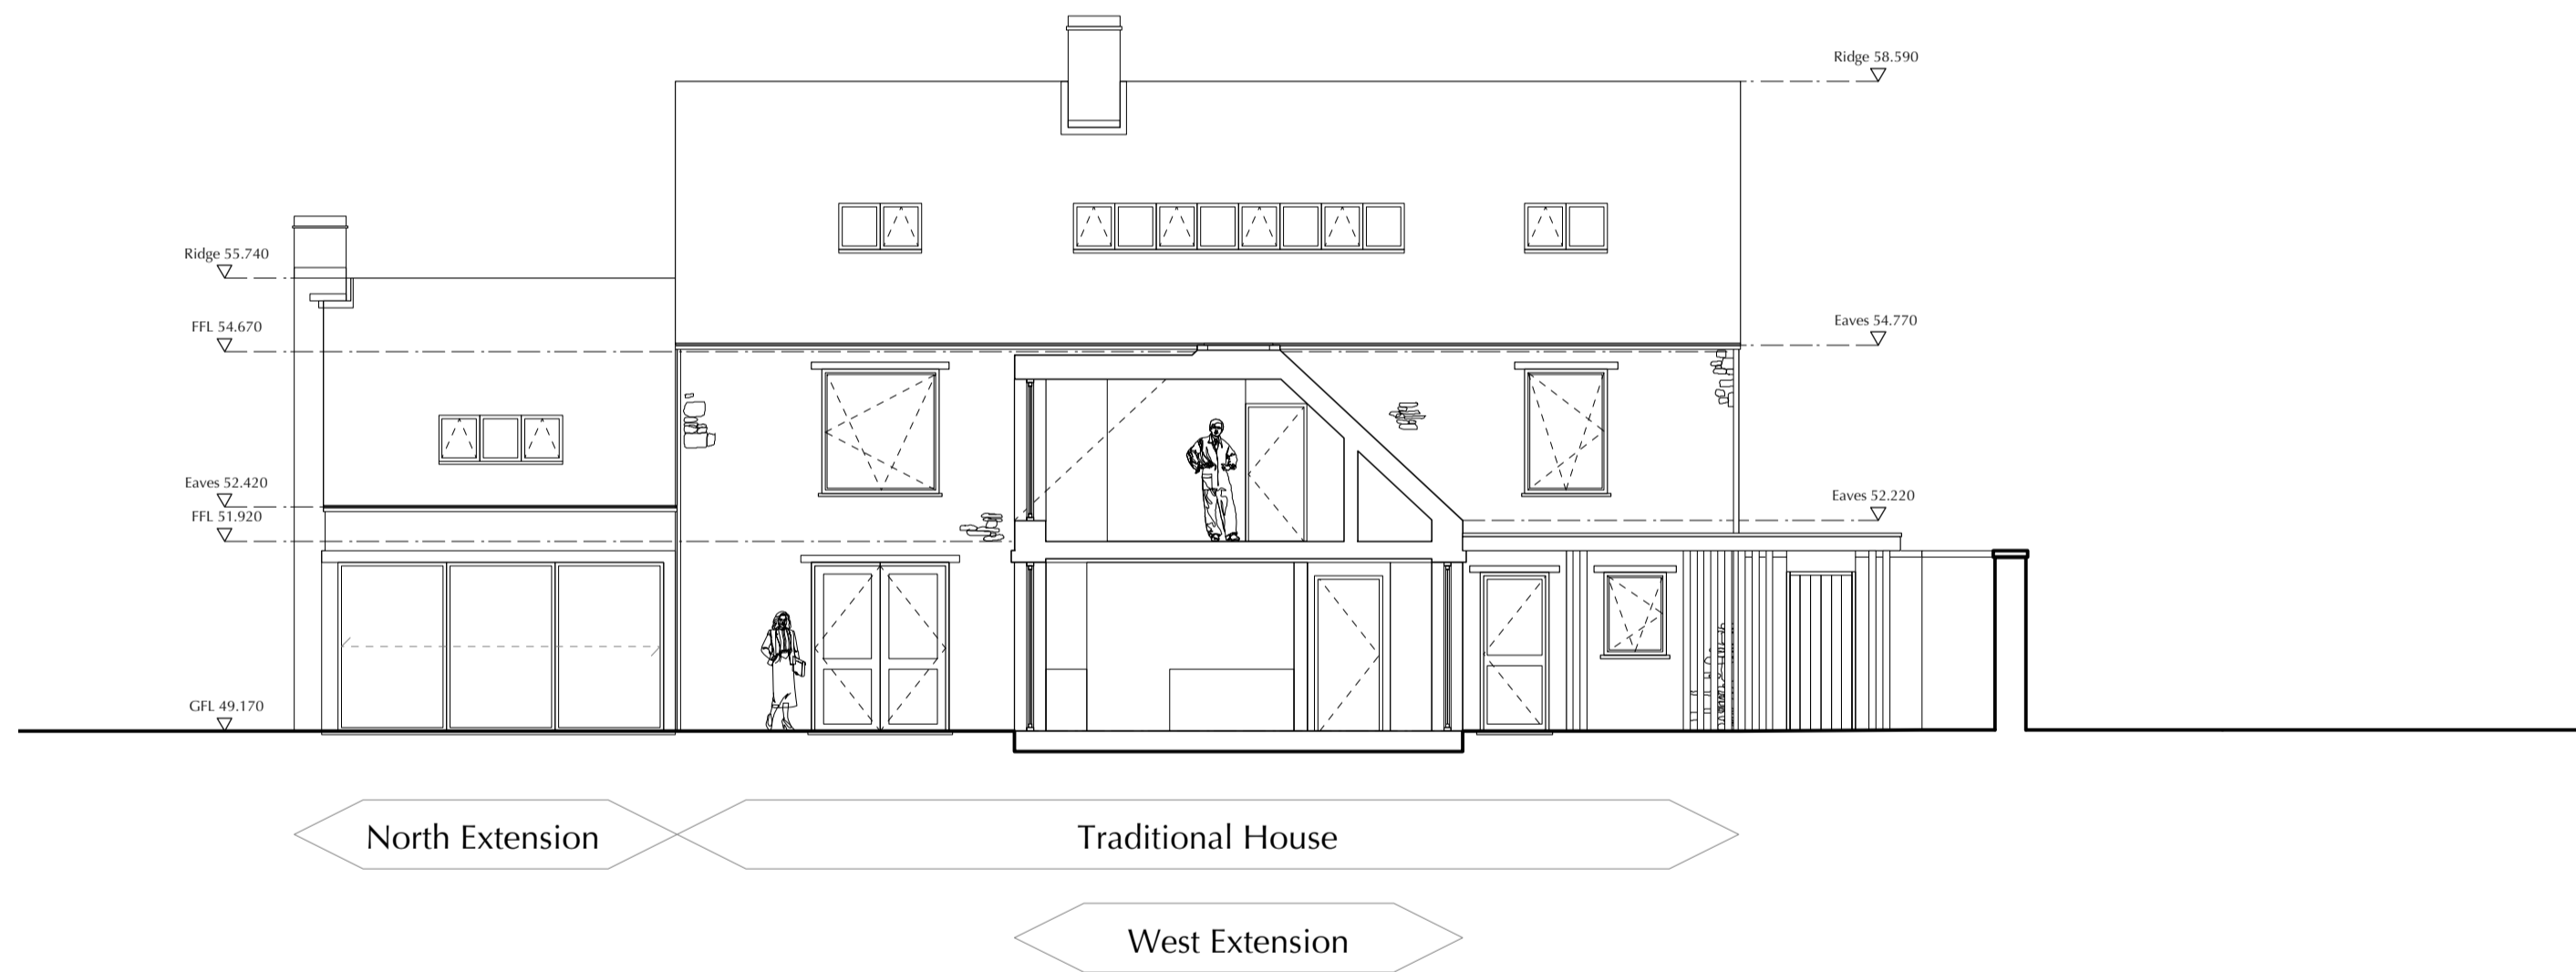 Ridge 58.590
Ridge 55.740
Eaves 54.770
FFL 54.670
Eaves 52.420
Eaves 52.220
FFL 51.920
GFL 49.170
North Extension
Traditional House
West Extension